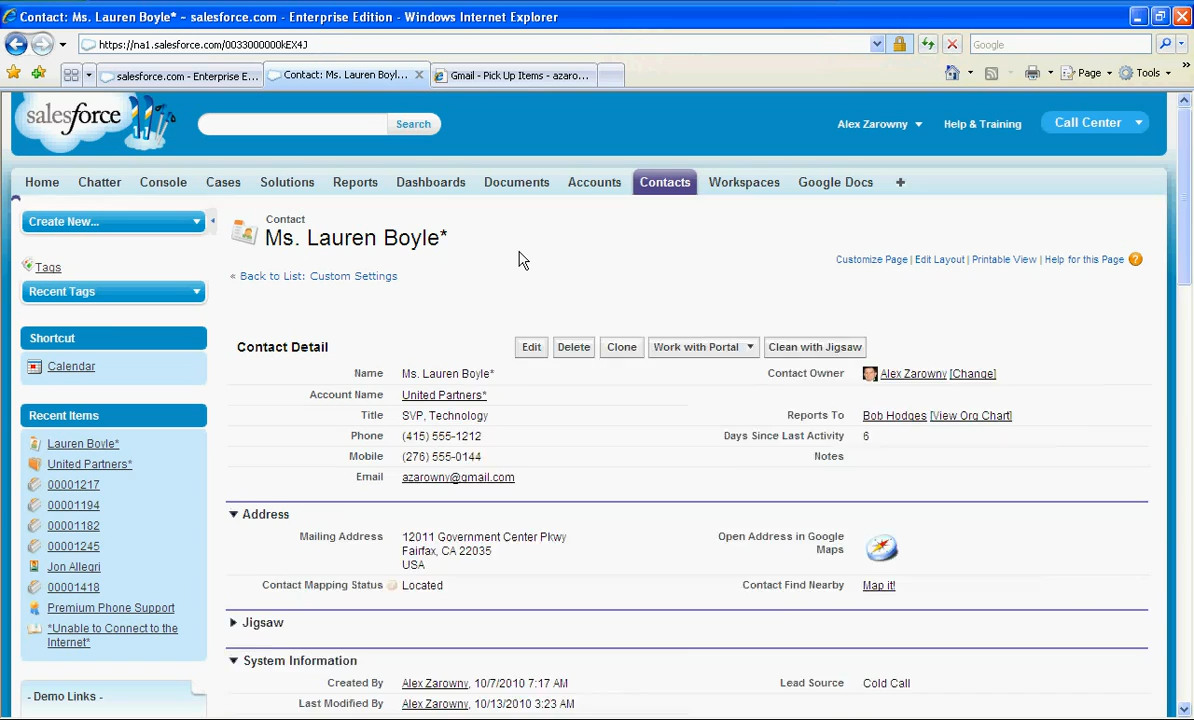 Contact: Ms. Lauren Boyle* ~ salesforce.com - Enterprise Edition - Windows Internet Explorer
https://na1.salesforce.com/0033000000kEX4J
Google
salesforce.com - Enterprise E...
Contact: Ms. Lauren Boyl...
Gmail - Pick Up Items - azaro...
Page
Tools
»
salesforce
Search
Alex Zarowny
Help & Training
Call Center
Home Chatter Console Cases Solutions Reports Dashboards Documents Accounts Contacts Workspaces Google Docs +
Create New...
Tags
Recent Tags
Shortcut
Calendar
Recent Items
Lauren Boyle*
United Partners*
00001217
00001194
00001182
00001245
Jon Allegri
00001418
Premium Phone Support
*Unable to Connect to the
Internet*
- Demo Links -
Contact
Ms. Lauren Boyle*
« Back to List: Custom Settings
Customize Page | Edit Layout | Printable View | Help for this Page ?
Contact Detail
Edit Delete Clone Work with Portal Clean with Jigsaw
Name Ms. Lauren Boyle*
Contact Owner Alex Zarowny [Change]
Account Name United Partners*
Title SVP, Technology
Reports To Bob Hodges [View Org Chart]
Phone (415) 555-1212
Days Since Last Activity 6
Mobile (276) 555-0144
Notes
Email azarowny@gmail.com
Address
Mailing Address 12011 Government Center Pkwy
Fairfax, CA 22035
USA
Open Address in Google
Maps
Contact Mapping Status Located
Contact Find Nearby Map it!
Jigsaw
System Information
Created By Alex Zarowny, 10/7/2010 7:17 AM
Lead Source Cold Call
Last Modified By Alex Zarowny, 10/13/2010 3:23 AM